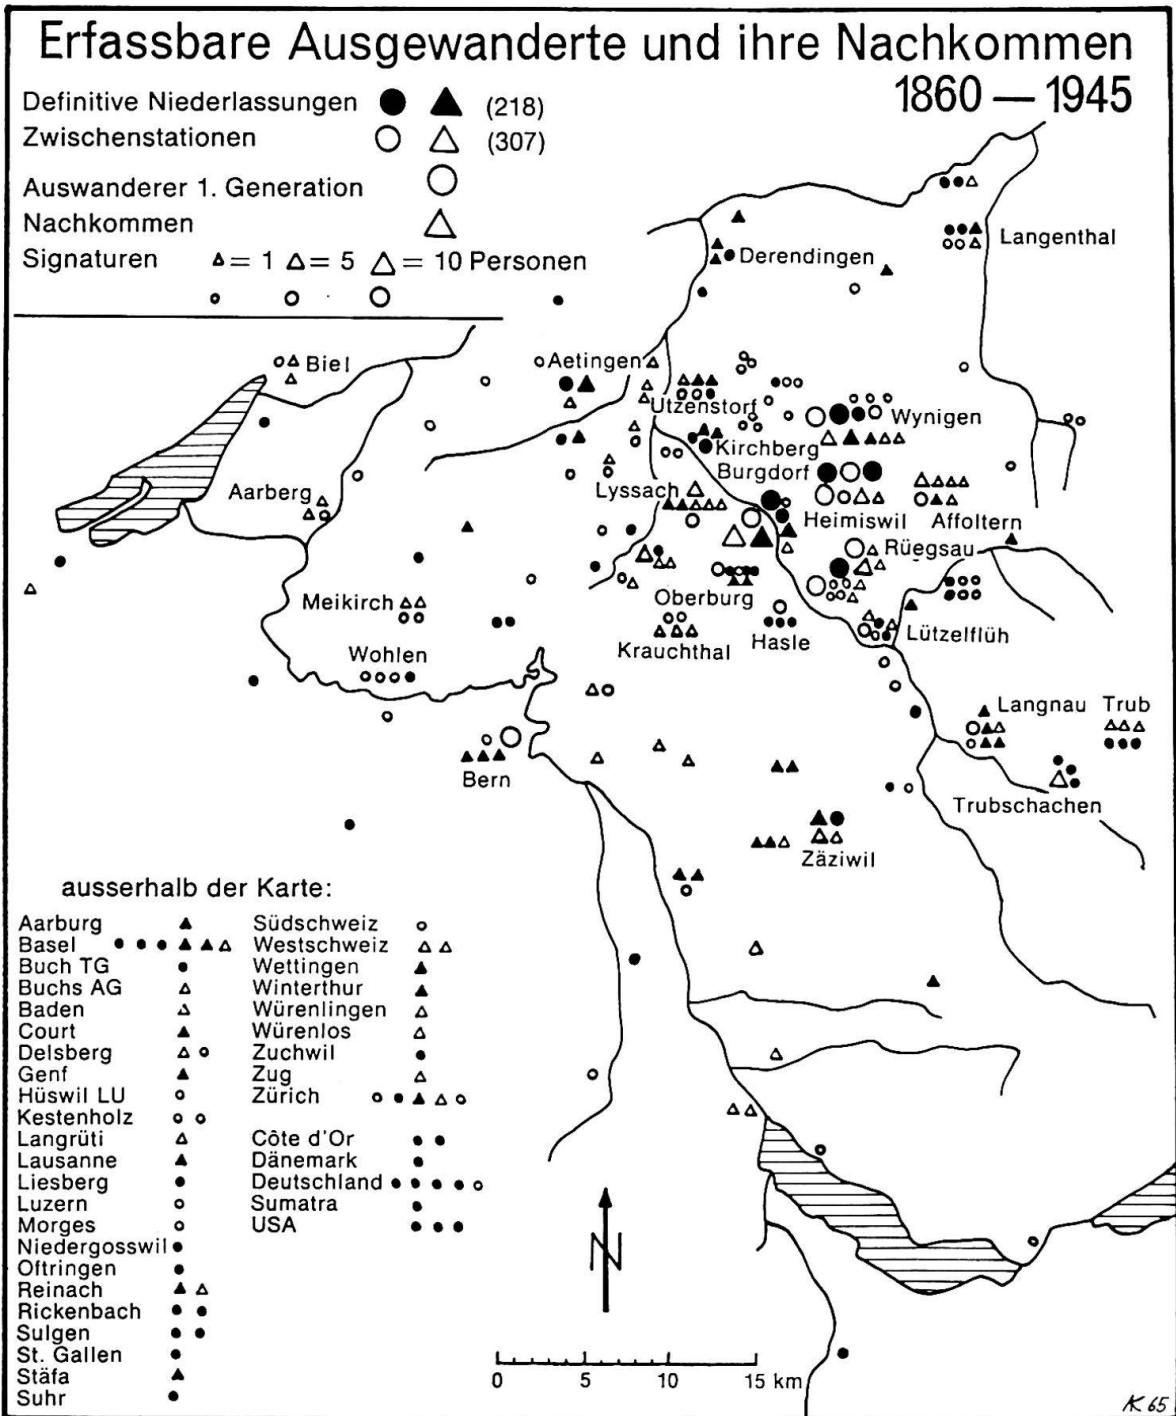 Erfassbare Ausgewanderte und ihre Nachkommen
1860 — 1945
Definitive Niederlassungen (218)
Zwischenstationen (307)
Auswanderer 1. Generation
Nachkommen
Signaturen = 1 = 5 = 10 Personen
Langenthal
Derendingen
Biel
Aetingen
Utzenstorf
Wynigen
Kirchberg
Burgdorf
Aarberg
Lyssach
Heimiswil
Affoltern
Rüegsau
Meikirch
Oberburg
Hasle
Lützelflüh
Krauchthal
Wohlen
Langnau
Trub
Bern
Trubschachen
Zäziwil
ausserhalb der Karte:
Aarburg
Basel
Buch TG
Buchs AG
Baden
Court
Delsberg
Genf
Hüswil LU
Kestenholz
Langrüti
Lausanne
Liesberg
Luzern
Morges
Niedergosswil
Oftringen
Reinach
Rickenbach
Sulgen
St. Gallen
Stäfa
Suhr
Südschweiz
Westschweiz
Wettingen
Winterthur
Würenlingen
Würenlos
Zuchwil
Zug
Zürich
Côte d'Or
Dänemark
Deutschland
Sumatra
USA
N
0 5 10 15 km
AK 65